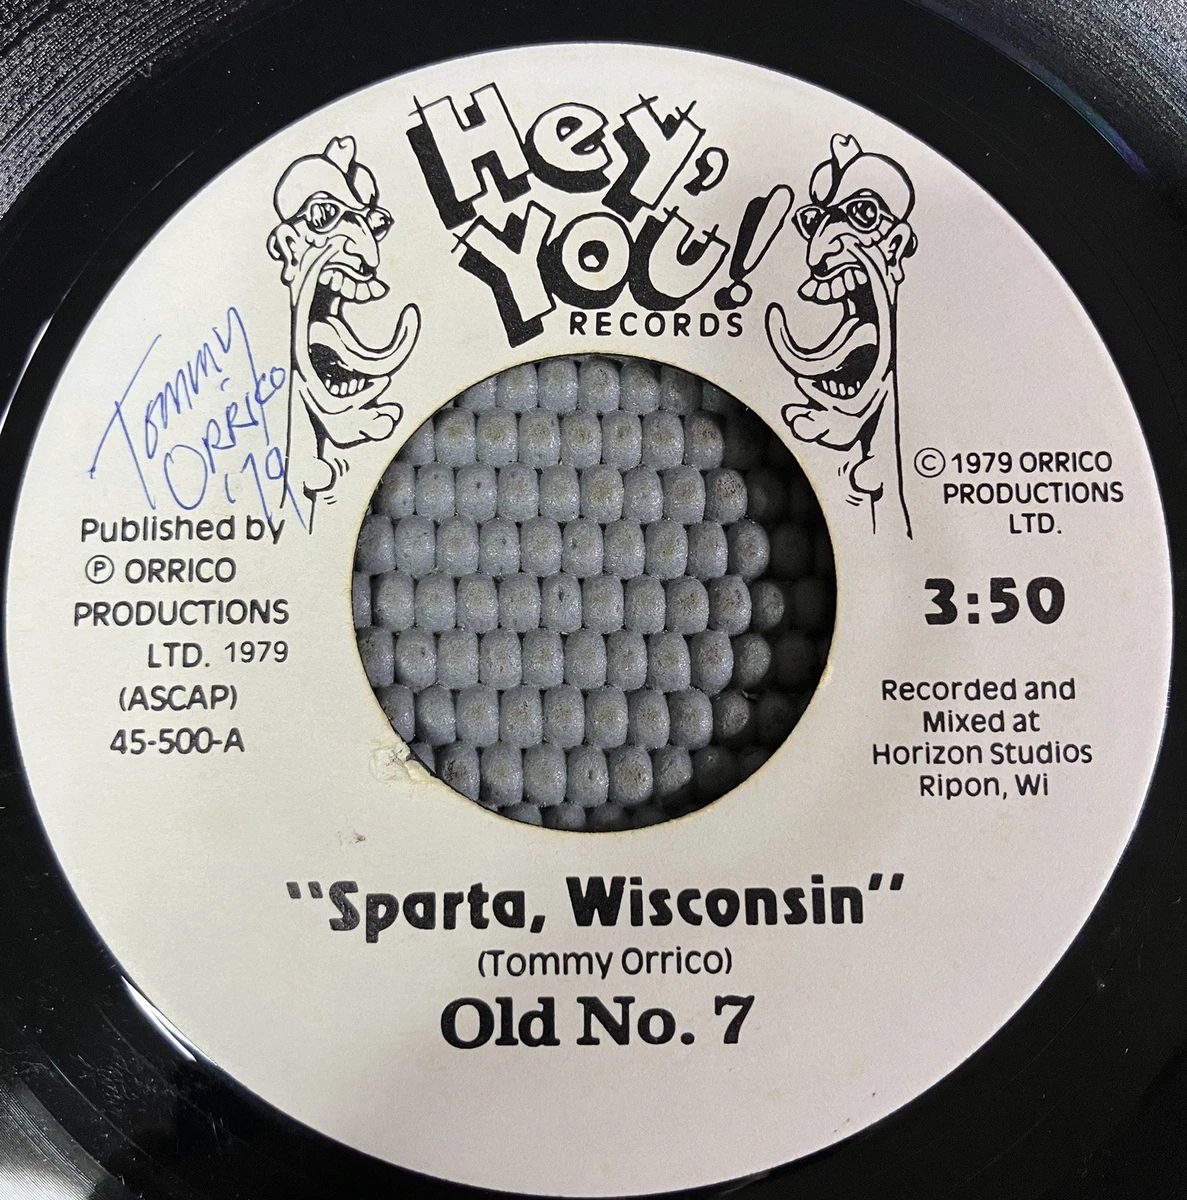 Hey,
You!
RECORDS
Tommy
ORRiKo
'79
Published by
Ⓟ ORRICO
PRODUCTIONS
LTD. 1979
(ASCAP)
45-500-A
© 1979 ORRICO
PRODUCTIONS
LTD.
3:50
Recorded and
Mixed at
Horizon Studios
Ripon, Wi
"Sparta, Wisconsin"
(Tommy Orrico)
Old No. 7